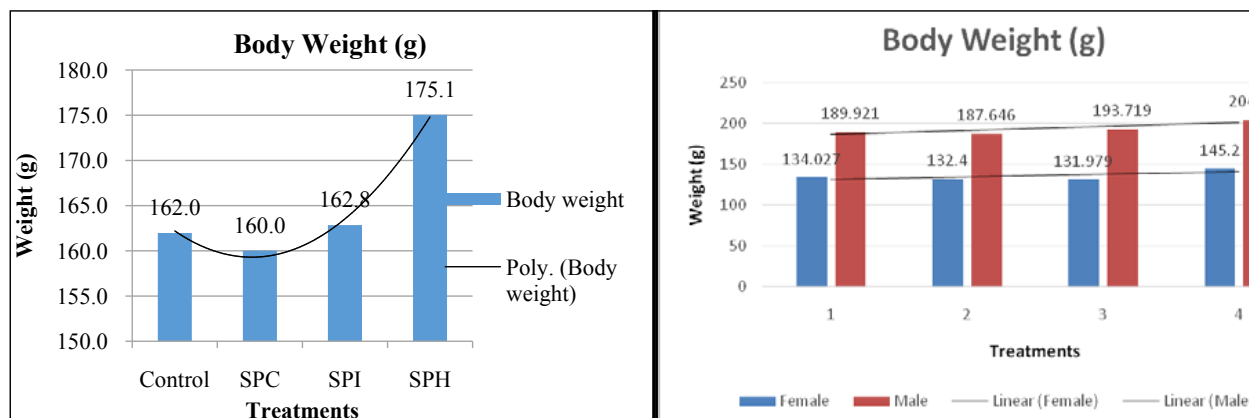 Body Weight (g)
180.0
175.0
170.0
165.0
160.0
155.0
150.0
Weight (g)
162.0
160.0
162.8
175.1
Control SPC SPI SPH
Treatments
Body weight
Poly. (Body
weight)
Body Weight (g)
250
200
150
100
50
0
Weight (g)
189.921
187.646
193.719
134.027
132.4
131.979
145.2
1 2 3 4
Treatments
Female Male Linear (Female) Linear (Male